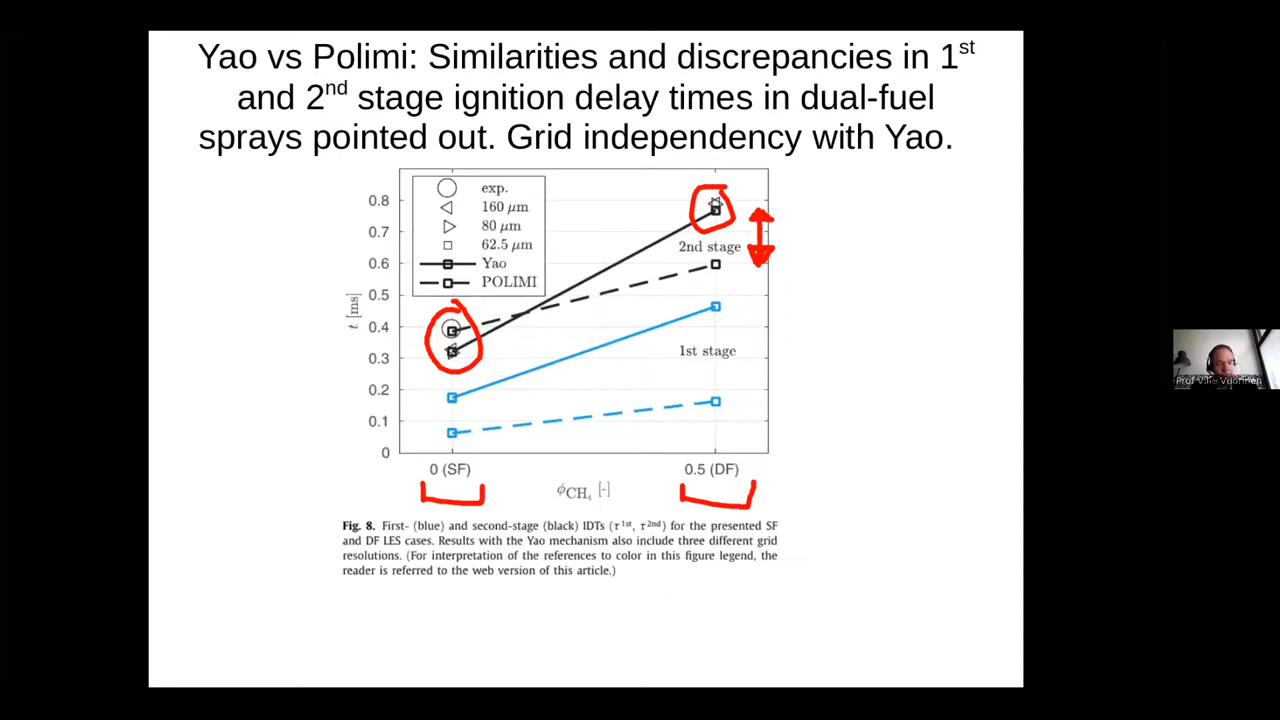 Yao vs Polimi: Similarities and discrepancies in 1st
and 2nd stage ignition delay times in dual-fuel
sprays pointed out. Grid independency with Yao.
exp.
160 μm
80 μm
62.5 μm
Yao
POLIMI
0.8
0.7
0.6
0.5
0.4
0.3
0.2
0.1
0
t [ms]
2nd stage
1st stage
0 (SF)
0.5 (DF)
ϕCH₄ [-]
Fig. 8. First- (blue) and second-stage (black) IDTs (τ1st, τ2nd) for the presented SF
and DF LES cases. Results with the Yao mechanism also include three different grid
resolutions. (For interpretation of the references to color in this figure legend, the
reader is referred to the web version of this article.)
Prof Ville Vuorinen